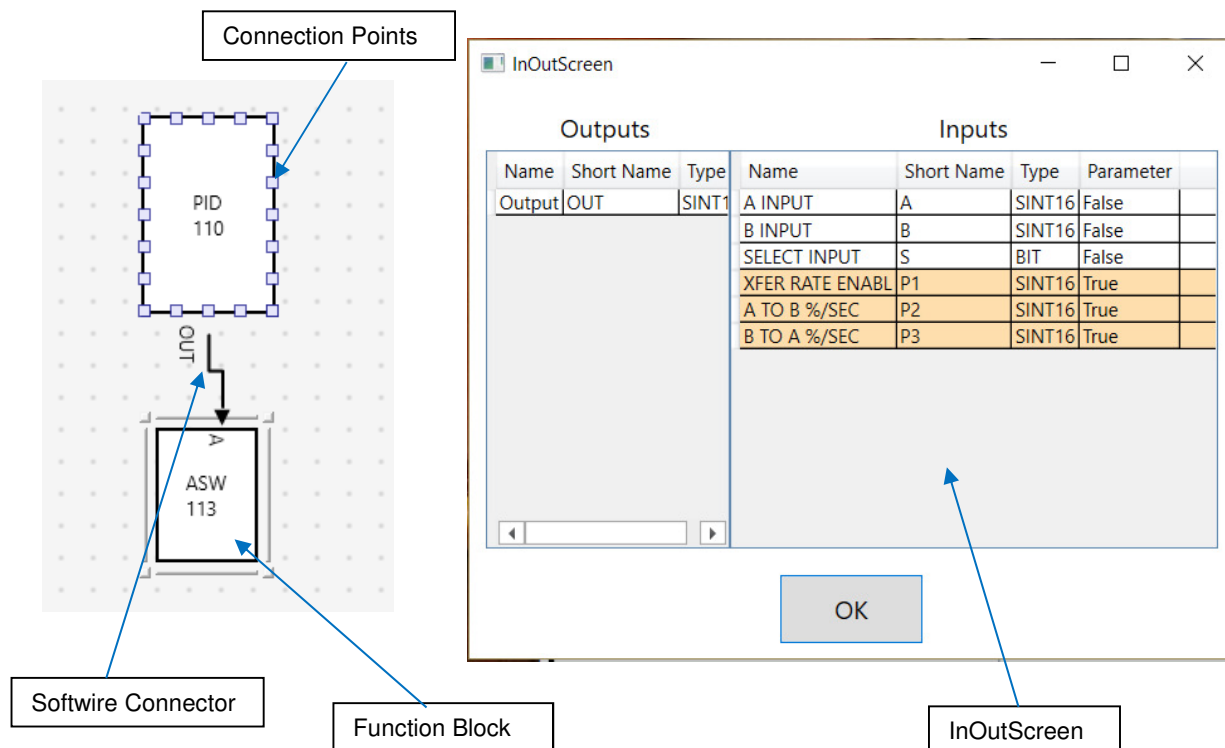 Connection Points
PID
110
OUT
A
ASW
113
Softwire Connector
Function Block
InOutScreen
Outputs
Inputs
Name Short Name Type
Output OUT SINT1
Name Short Name Type Parameter
A INPUT A SINT16 False
B INPUT B SINT16 False
SELECT INPUT S BIT False
XFER RATE ENABL P1 SINT16 True
A TO B %/SEC P2 SINT16 True
B TO A %/SEC P3 SINT16 True
OK
InOutScreen